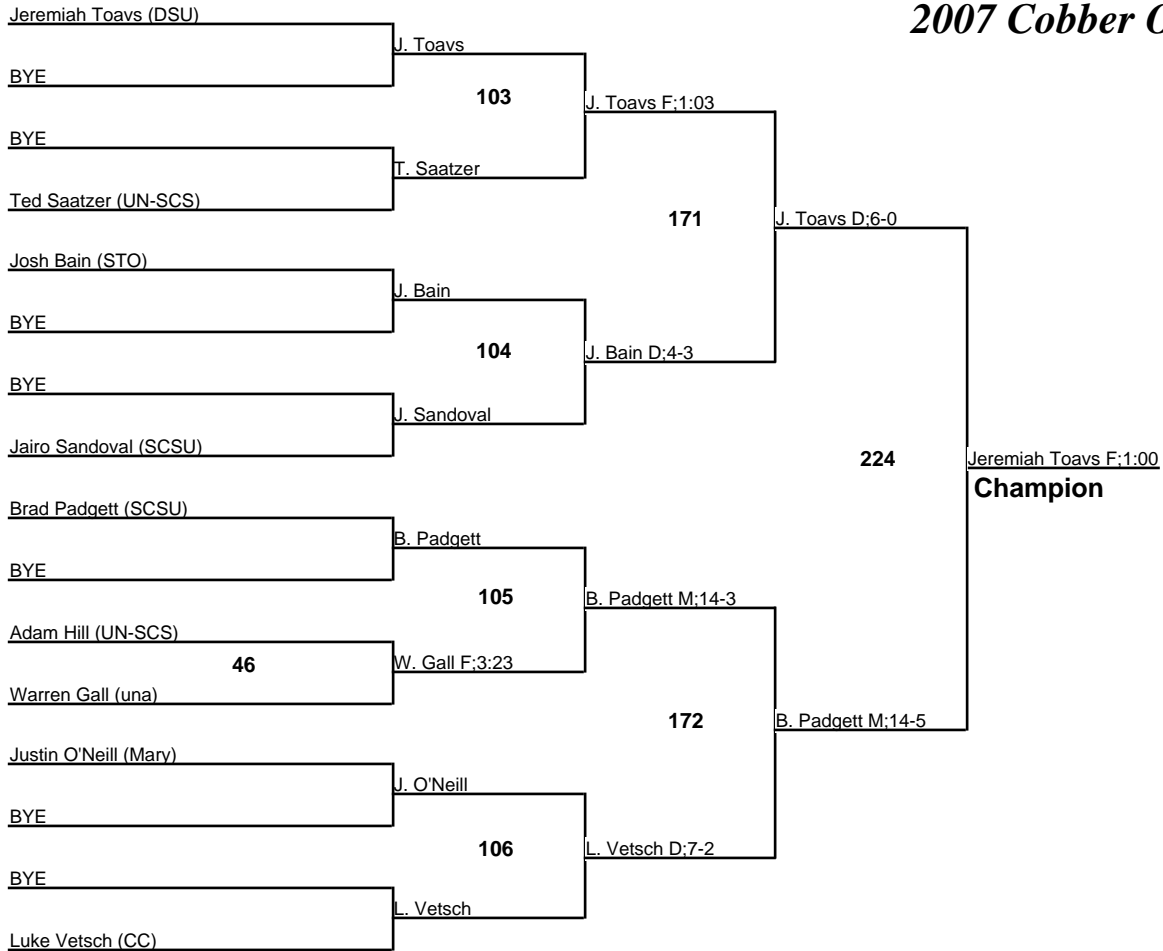 Jeremiah Toavs (DSU)
2007 Cobber
J. Toavs
BYE
103
J. Toavs F;1:03
BYE
T. Saatzer
Ted Saatzer (UN-SCS)
171
J. Toavs D;6-0
Josh Bain (STO)
J. Bain
BYE
104
J. Bain D;4-3
BYE
J. Sandoval
Jairo Sandoval (SCSU)
224
Jeremiah Toavs F;1:00
Champion
Brad Padgett (SCSU)
B. Padgett
BYE
105
B. Padgett M;14-3
Adam Hill (UN-SCS)
46
W. Gall F;3:23
Warren Gall (una)
172
B. Padgett M;14-5
Justin O'Neill (Mary)
J. O'Neill
BYE
106
L. Vetsch D;7-2
BYE
L. Vetsch
Luke Vetsch (CC)